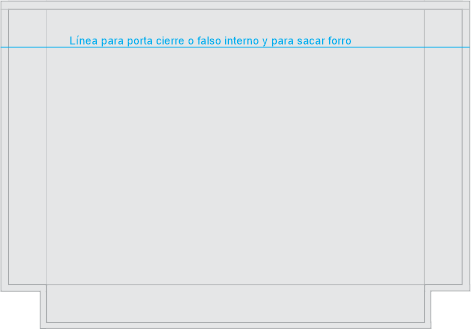 Línea para porta cierre o falso interno y para sacar forro